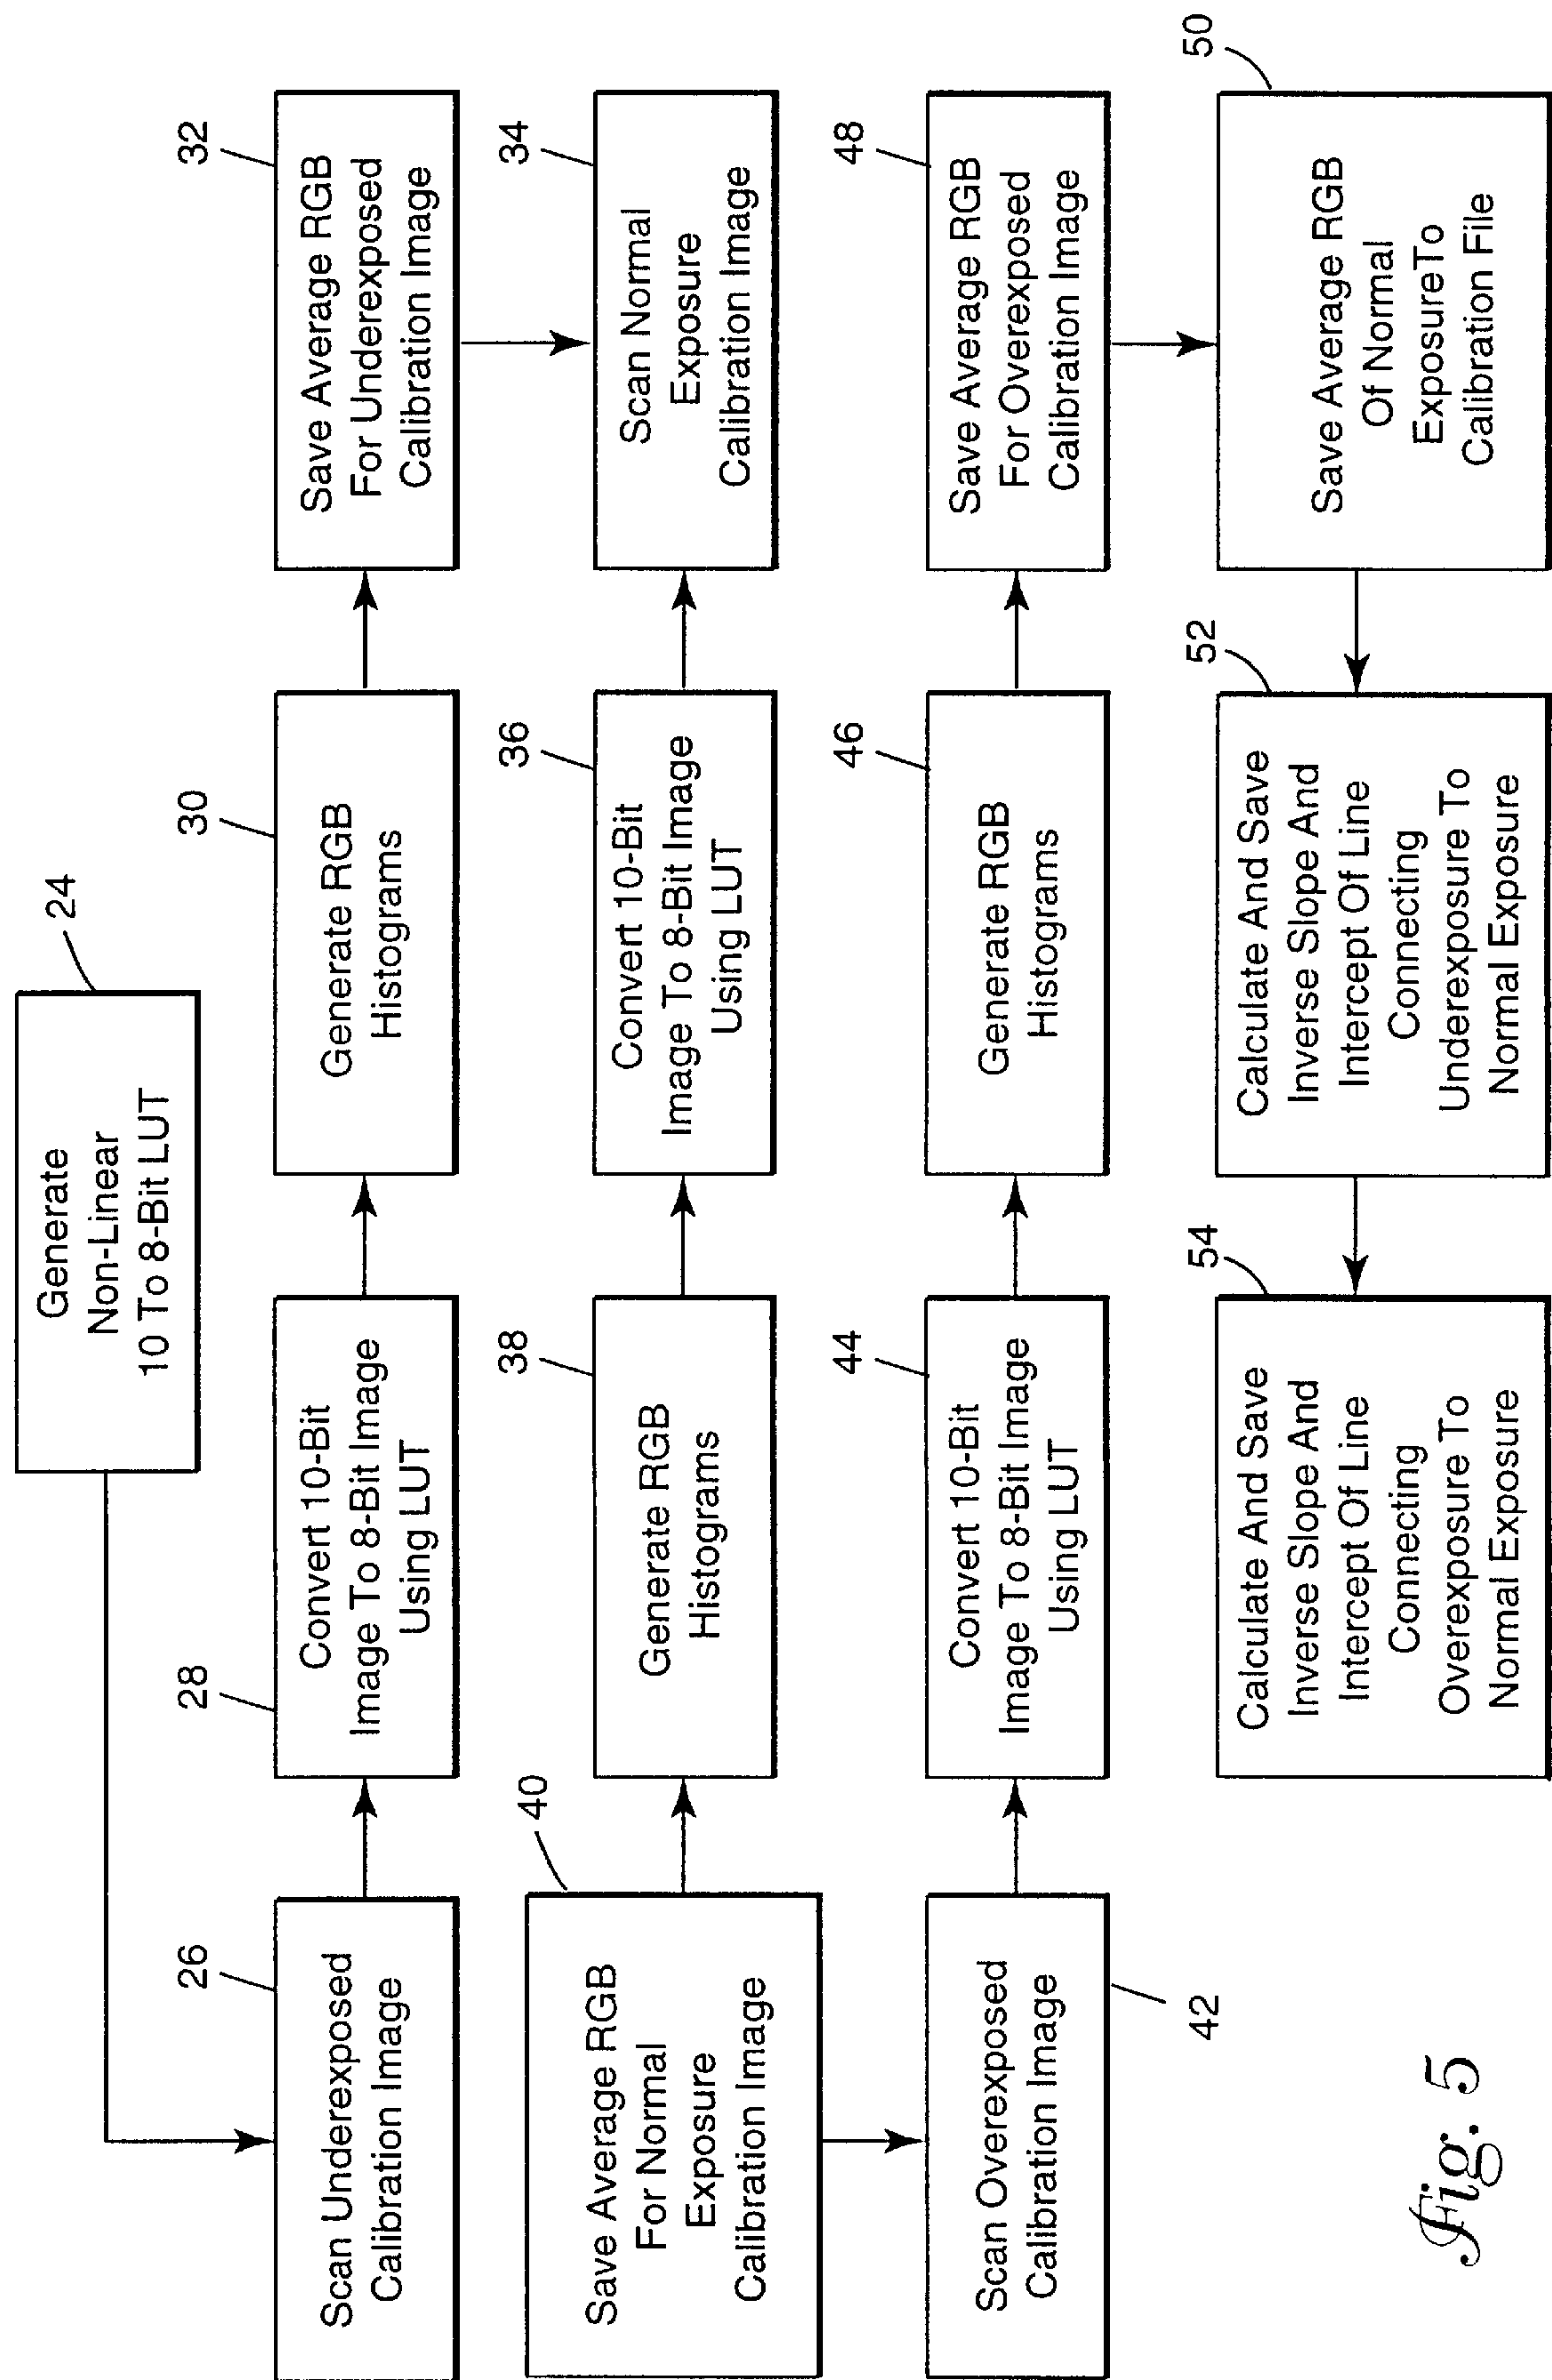 24
Generate
Non-Linear
10 To 8-Bit LUT
26
Scan Underexposed
Calibration Image
28
Convert 10-Bit
Image To 8-Bit Image
Using LUT
30
Generate RGB
Histograms
32
Save Average RGB
For Underexposed
Calibration Image
34
Scan Normal
Exposure
Calibration Image
36
Convert 10-Bit
Image To 8-Bit Image
Using LUT
38
Generate RGB
Histograms
40
Save Average RGB
For Normal
Exposure
Calibration Image
42
Scan Overexposed
Calibration Image
44
Convert 10-Bit
Image To 8-Bit Image
Using LUT
46
Generate RGB
Histograms
48
Save Average RGB
For Overexposed
Calibration Image
50
Save Average RGB
Of Normal
ExposureTo
Calibration File
52
Calculate And Save
Inverse Slope And
Intercept Of Line
Connecting
Underexposure To
Normal Exposure
54
Calculate And Save
Inverse Slope And
Intercept Of Line
Connecting
Overexposure To
Normal Exposure
Fig. 5